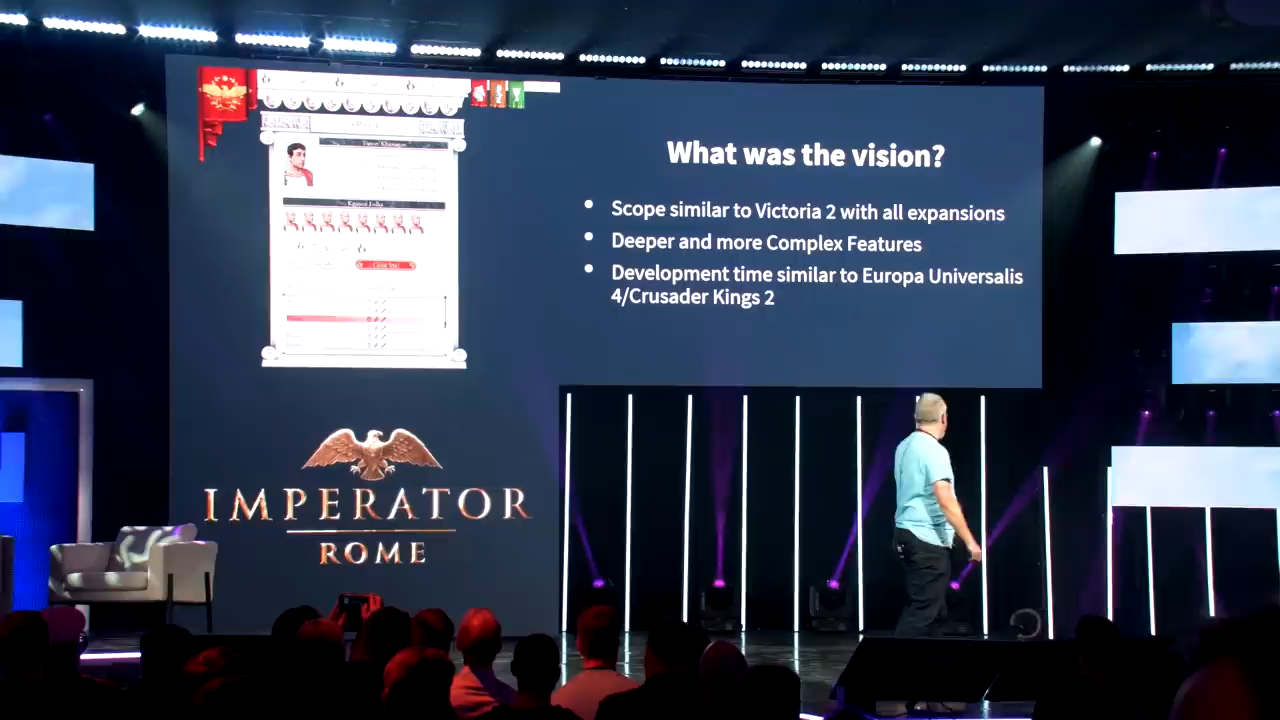 What was the vision?
Scope similar to Victoria 2 with all expansions
Deeper and more Complex Features
Development time similar to Europa Universalis
4/Crusader Kings 2
IMPERATOR
ROME